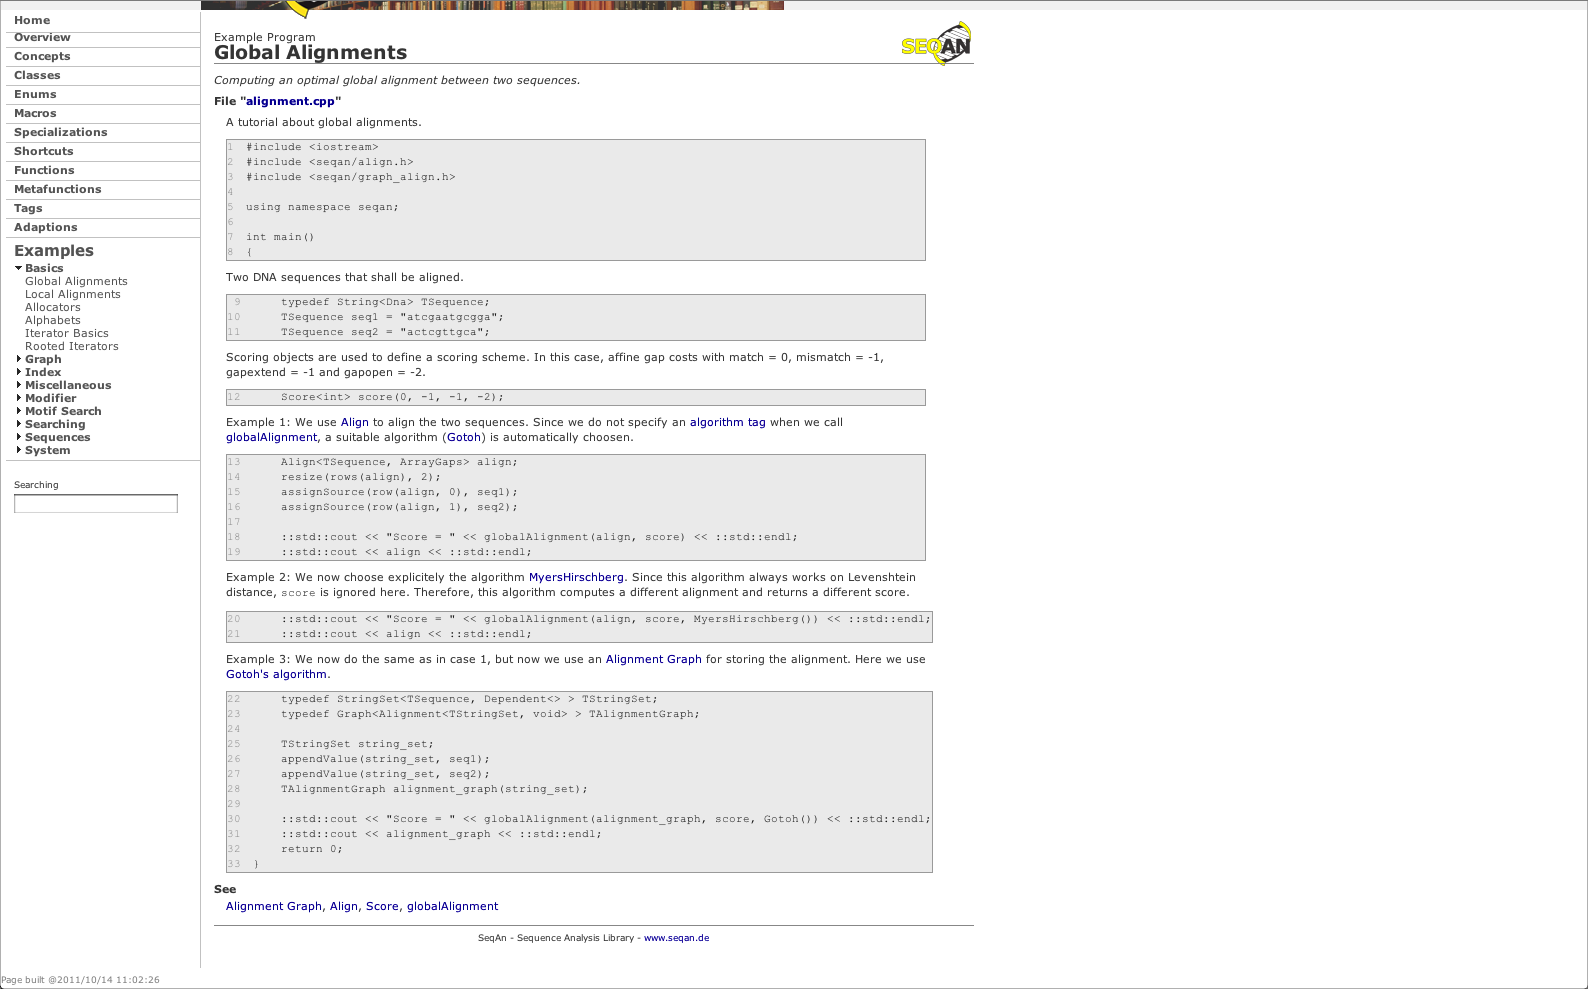 Home
Overview
Concepts
Classes
Enums
Macros
Specializations
Shortcuts
Functions
Metafunctions
Tags
Adaptions
Examples
Basics
Global Alignments
Local Alignments
Allocators
Alphabets
Iterator Basics
Rooted Iterators
Graph
Index
Miscellaneous
Modifier
Motif Search
Searching
Sequences
System
Searching
Example Program
Global Alignments
SEQAN
Computing an optimal global alignment between two sequences.
File "alignment.cpp"
A tutorial about global alignments.
1 #include <iostream>
2 #include <seqan/align.h>
3 #include <seqan/graph_align.h>
4
5 using namespace seqan;
6
7 int main()
8 {
Two DNA sequences that shall be aligned.
9     typedef String<Dna> TSequence;
10     TSequence seq1 = "atcgaatgcgga";
11     TSequence seq2 = "actcgttgca";
Scoring objects are used to define a scoring scheme. In this case, affine gap costs with match = 0, mismatch = -1,
gapextend = -1 and gapopen = -2.
12     Score<int> score(0, -1, -1, -2);
Example 1: We use Align to align the two sequences. Since we do not specify an algorithm tag when we call
globalAlignment, a suitable algorithm (Gotoh) is automatically choosen.
13     Align<TSequence, ArrayGaps> align;
14     resize(rows(align), 2);
15     assignSource(row(align, 0), seq1);
16     assignSource(row(align, 1), seq2);
17
18     ::std::cout << "Score = " << globalAlignment(align, score) << ::std::endl;
19     ::std::cout << align << ::std::endl;
Example 2: We now choose explicitely the algorithm MyersHirschberg. Since this algorithm always works on Levenshtein
distance, score is ignored here. Therefore, this algorithm computes a different alignment and returns a different score.
20     ::std::cout << "Score = " << globalAlignment(align, score, MyersHirschberg()) << ::std::endl;
21     ::std::cout << align << ::std::endl;
Example 3: We now do the same as in case 1, but now we use an Alignment Graph for storing the alignment. Here we use
Gotoh's algorithm.
22     typedef StringSet<TSequence, Dependent<> > TStringSet;
23     typedef Graph<Alignment<TStringSet, void> > TAlignmentGraph;
24
25     TStringSet string_set;
26     appendValue(string_set, seq1);
27     appendValue(string_set, seq2);
28     TAlignmentGraph alignment_graph(string_set);
29
30     ::std::cout << "Score = " << globalAlignment(alignment_graph, score, Gotoh()) << ::std::endl;
31     ::std::cout << alignment_graph << ::std::endl;
32     return 0;
33 }
See
Alignment Graph, Align, Score, globalAlignment
SeqAn - Sequence Analysis Library - www.seqan.de
Page built @2011/10/14 11:02:26